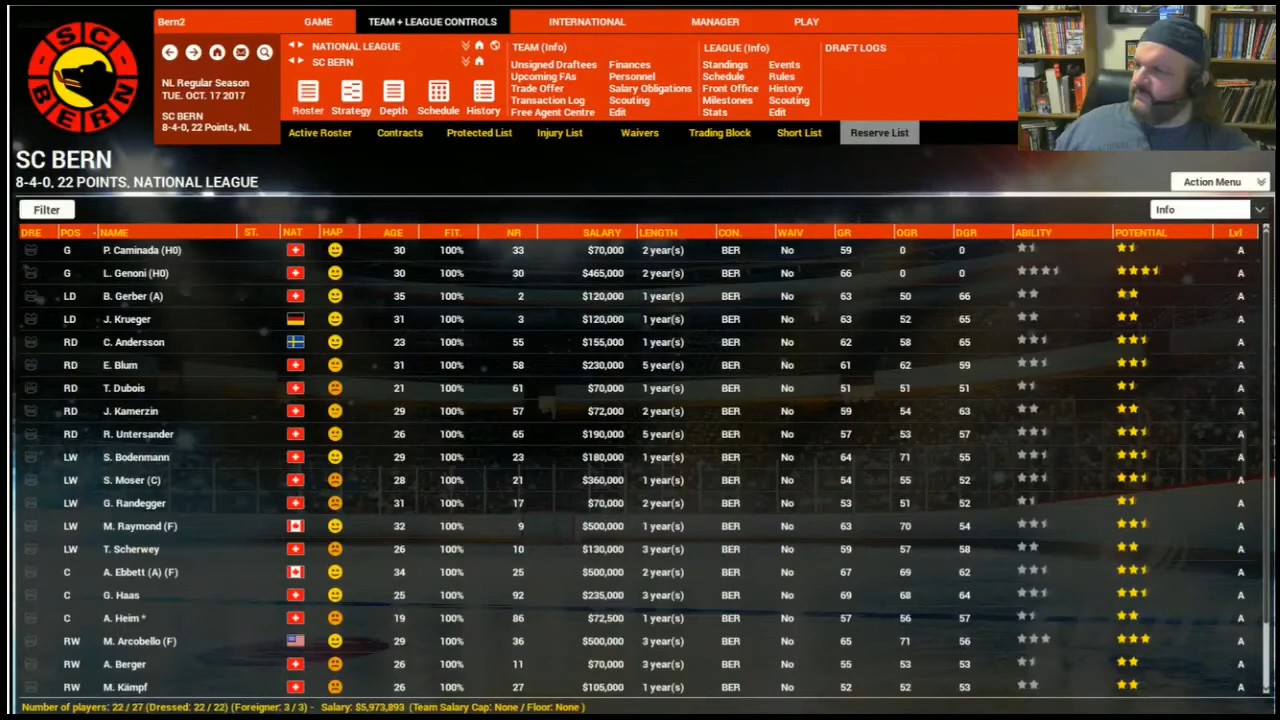 SC
BERN
Bern2
GAME
TEAM + LEAGUE CONTROLS
INTERNATIONAL
MANAGER
PLAY
NL Regular Season
TUE. OCT. 17 2017
SC BERN
8-4-0, 22 Points, NL
NATIONAL LEAGUE
SC BERN
Roster Strategy Depth Schedule History
TEAM (Info)
Unsigned Draftees Finances
Upcoming FAs Personnel
Trade Offer Salary Obligations
Transaction Log Scouting
Free Agent Centre Edit
LEAGUE (Info)
Standings Events
Schedule Rules
Front Office History
Milestones Scouting
Stats Edit
DRAFT LOGS
Active Roster Contracts Protected List Injury List Waivers Trading Block Short List Reserve List
SC BERN
8-4-0, 22 POINTS, NATIONAL LEAGUE
Action Menu
Filter
Info
DRE POS NAME ST. NAT HAP AGE FIT. NR SALARY LENGTH CON. WAIV GR OGR DGR ABILITY POTENTIAL Lvl
G P. Caminada (H0) 30 100% 33 $70,000 2 year(s) BER No 59 0 0 A
G L. Genoni (H0) 30 100% 30 $465,000 2 year(s) BER No 66 0 0 A
LD B. Gerber (A) 35 100% 2 $120,000 1 year(s) BER No 63 50 66 A
LD J. Krueger 31 100% 3 $120,000 1 year(s) BER No 63 52 65 A
RD C. Andersson 23 100% 55 $155,000 1 year(s) BER No 62 58 65 A
RD E. Blum 31 100% 58 $230,000 5 year(s) BER No 61 62 59 A
RD T. Dubois 21 100% 61 $70,000 1 year(s) BER No 51 51 51 A
RD J. Kamerzin 29 100% 57 $72,000 2 year(s) BER No 59 54 63 A
RD R. Untersander 26 100% 65 $190,000 5 year(s) BER No 57 53 57 A
LW S. Bodenmann 29 100% 23 $180,000 1 year(s) BER No 64 71 55 A
LW S. Moser (C) 28 100% 21 $360,000 1 year(s) BER No 54 55 52 A
LW G. Randegger 31 100% 17 $70,000 2 year(s) BER No 53 51 52 A
LW M. Raymond (F) 32 100% 9 $500,000 1 year(s) BER No 63 70 54 A
LW T. Scherwey 26 100% 10 $130,000 3 year(s) BER No 59 57 58 A
C A. Ebbett (A) (F) 34 100% 25 $500,000 2 year(s) BER No 67 69 62 A
C G. Haas 25 100% 92 $235,000 3 year(s) BER No 69 68 64 A
C A. Heim * 19 100% 86 $72,500 1 year(s) BER No 57 56 57 A
RW M. Arcobello (F) 29 100% 36 $500,000 3 year(s) BER No 65 71 56 A
RW A. Berger 26 100% 11 $70,000 3 year(s) BER No 55 53 53 A
RW M. Kämpf 26 100% 27 $105,000 1 year(s) BER No 52 52 53 A
Number of players: 22 / 27 (Dressed: 22 / 22) (Foreigner: 3 / 3) - Salary: $5,973,893 (Team Salary Cap: None / Floor: None )